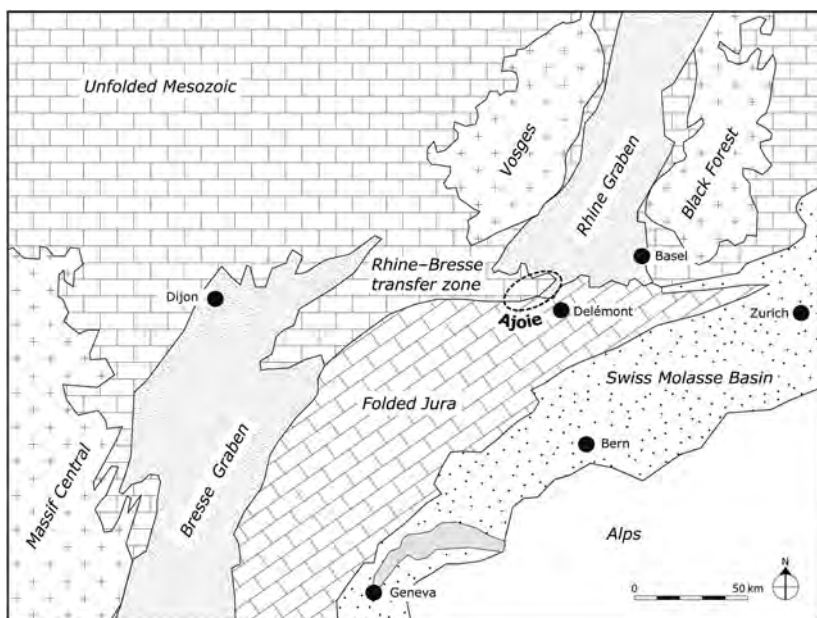 Unfolded Mesozoic
Vosges
Rhine Graben
Black Forest
Basel
Rhine–Bresse
transfer zone
Dijon
Ajoie
Delémont
Zurich
Swiss Molasse Basin
Folded Jura
Bern
Massif Central
Bresse Graben
Alps
Geneva
N
0
50 km